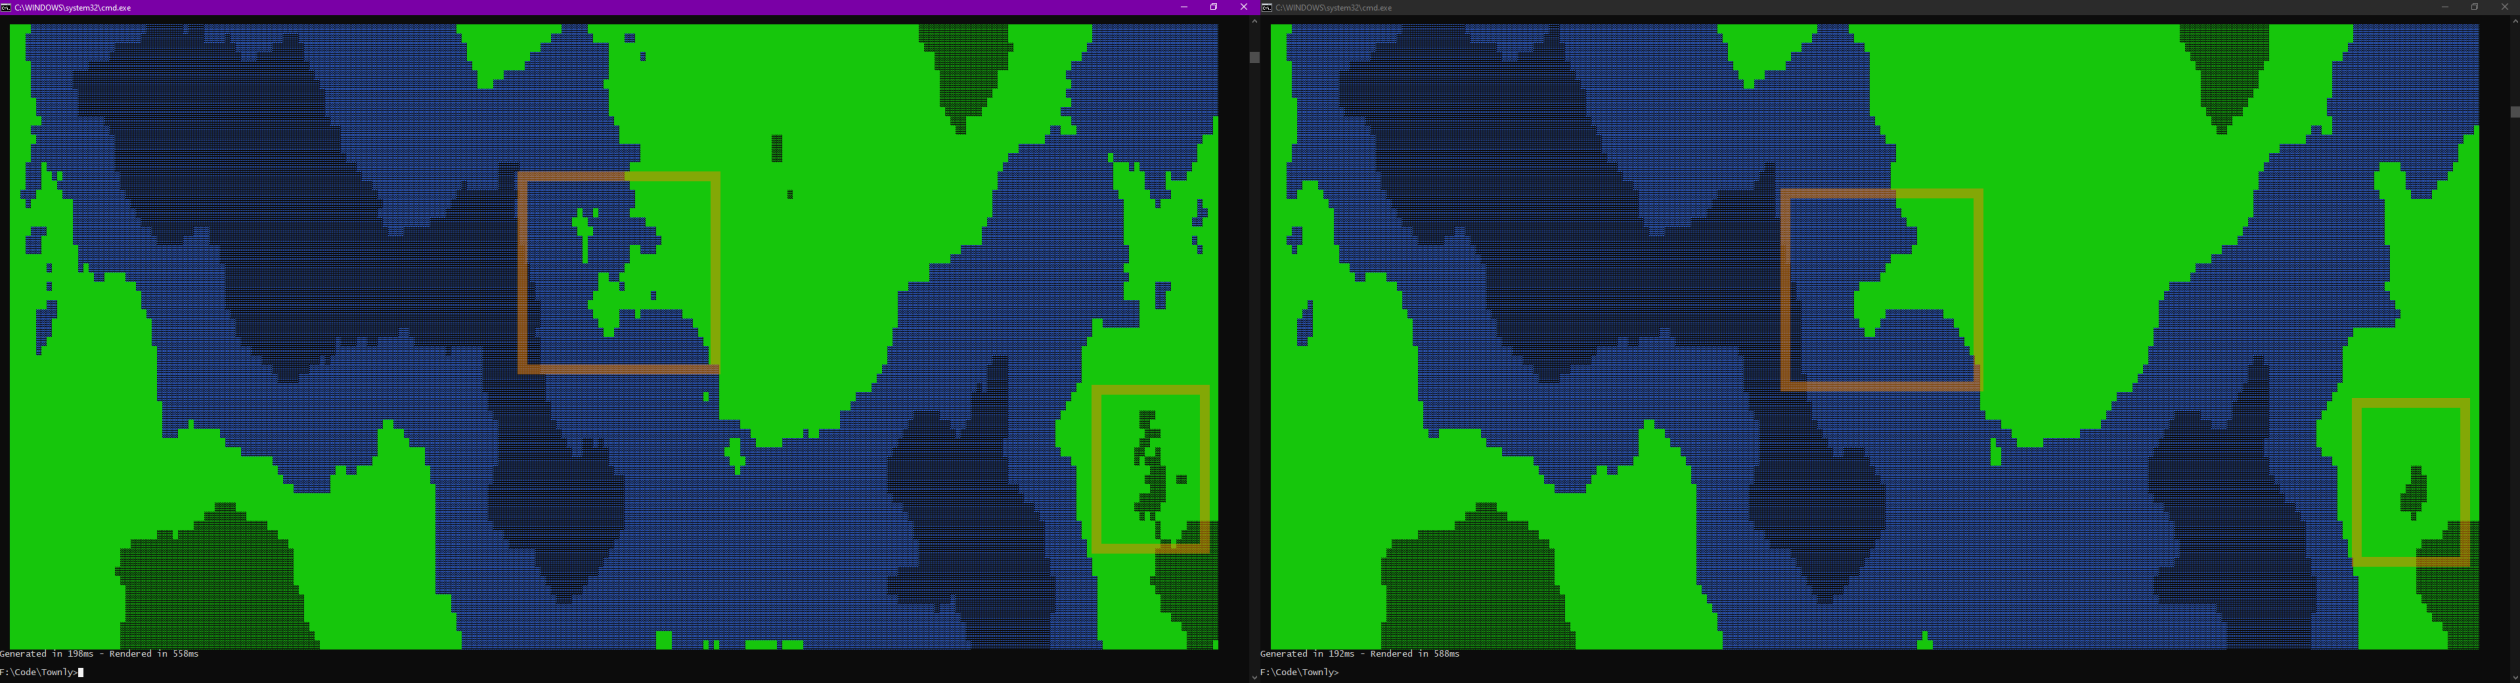 C:\WINDOWS\system32\cmd.exe
Generated in 198ms - Rendered in 558ms
F:\Code\Townly>
C:\WINDOWS\system32\cmd.exe
Generated in 192ms - Rendered in 588ms
F:\Code\Townly>